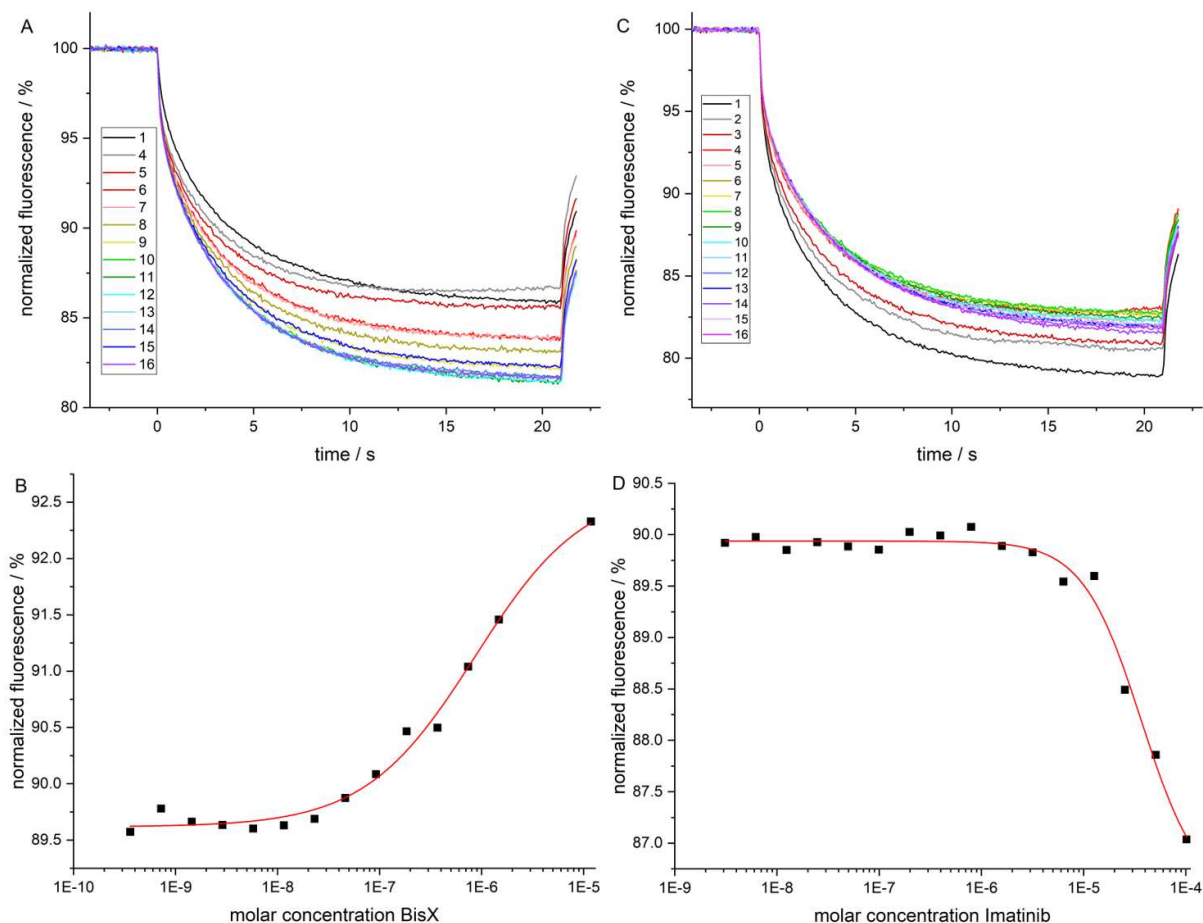 A
normalized fluorescence / %
100
95
90
85
80
1
4
5
6
7
8
9
10
11
12
13
14
15
16
0
5
10
15
20
time / s
C
normalized fluorescence / %
100
95
90
85
80
1
2
3
4
5
6
7
8
9
10
11
12
13
14
15
16
0
5
10
15
20
time / s
B
normalized fluorescence / %
92.5
92.0
91.5
91.0
90.5
90.0
89.5
1E-10
1E-9
1E-8
1E-7
1E-6
1E-5
molar concentration BisX
D
normalized fluorescence / %
90.5
90.0
89.5
89.0
88.5
88.0
87.5
87.0
1E-9
1E-8
1E-7
1E-6
1E-5
1E-4
molar concentration Imatinib